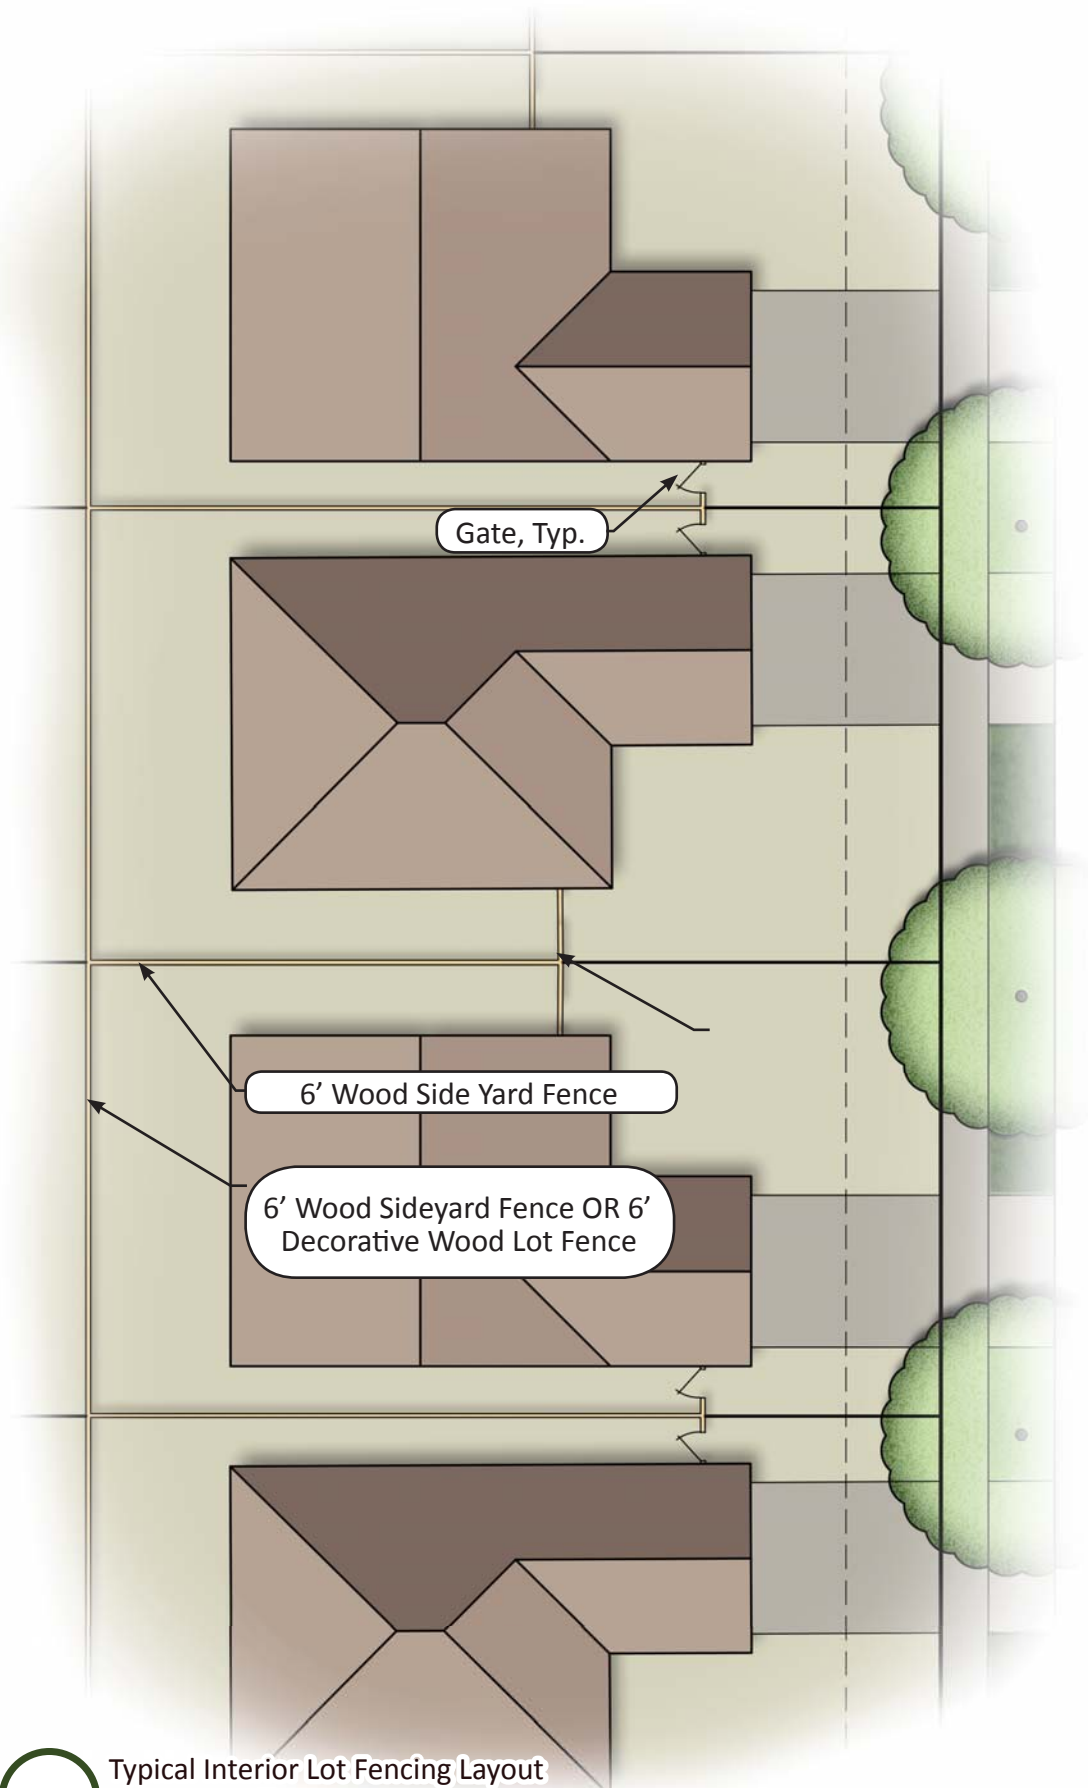 Gate, Typ.
6’ Wood Side Yard Fence
6’ Wood Sideyard Fence OR 6’
Decorative Wood Lot Fence
Typical Interior Lot Fencing Layout